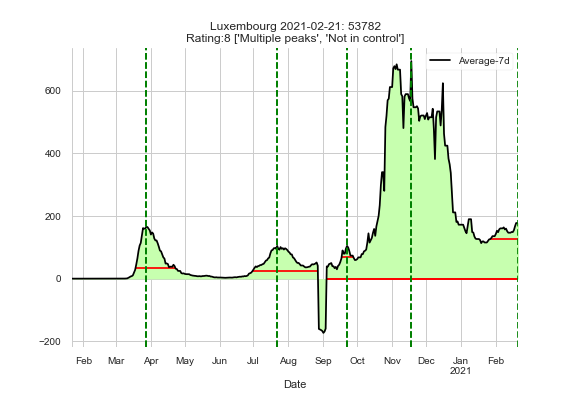 Luxembourg 2021-02-21: 53782
Rating:8 ['Multiple peaks', 'Not in control']
Average-7d
600
400
200
0
−200
Feb Mar Apr May Jun Jul Aug Sep Oct Nov Dec Jan Feb
2021
Date